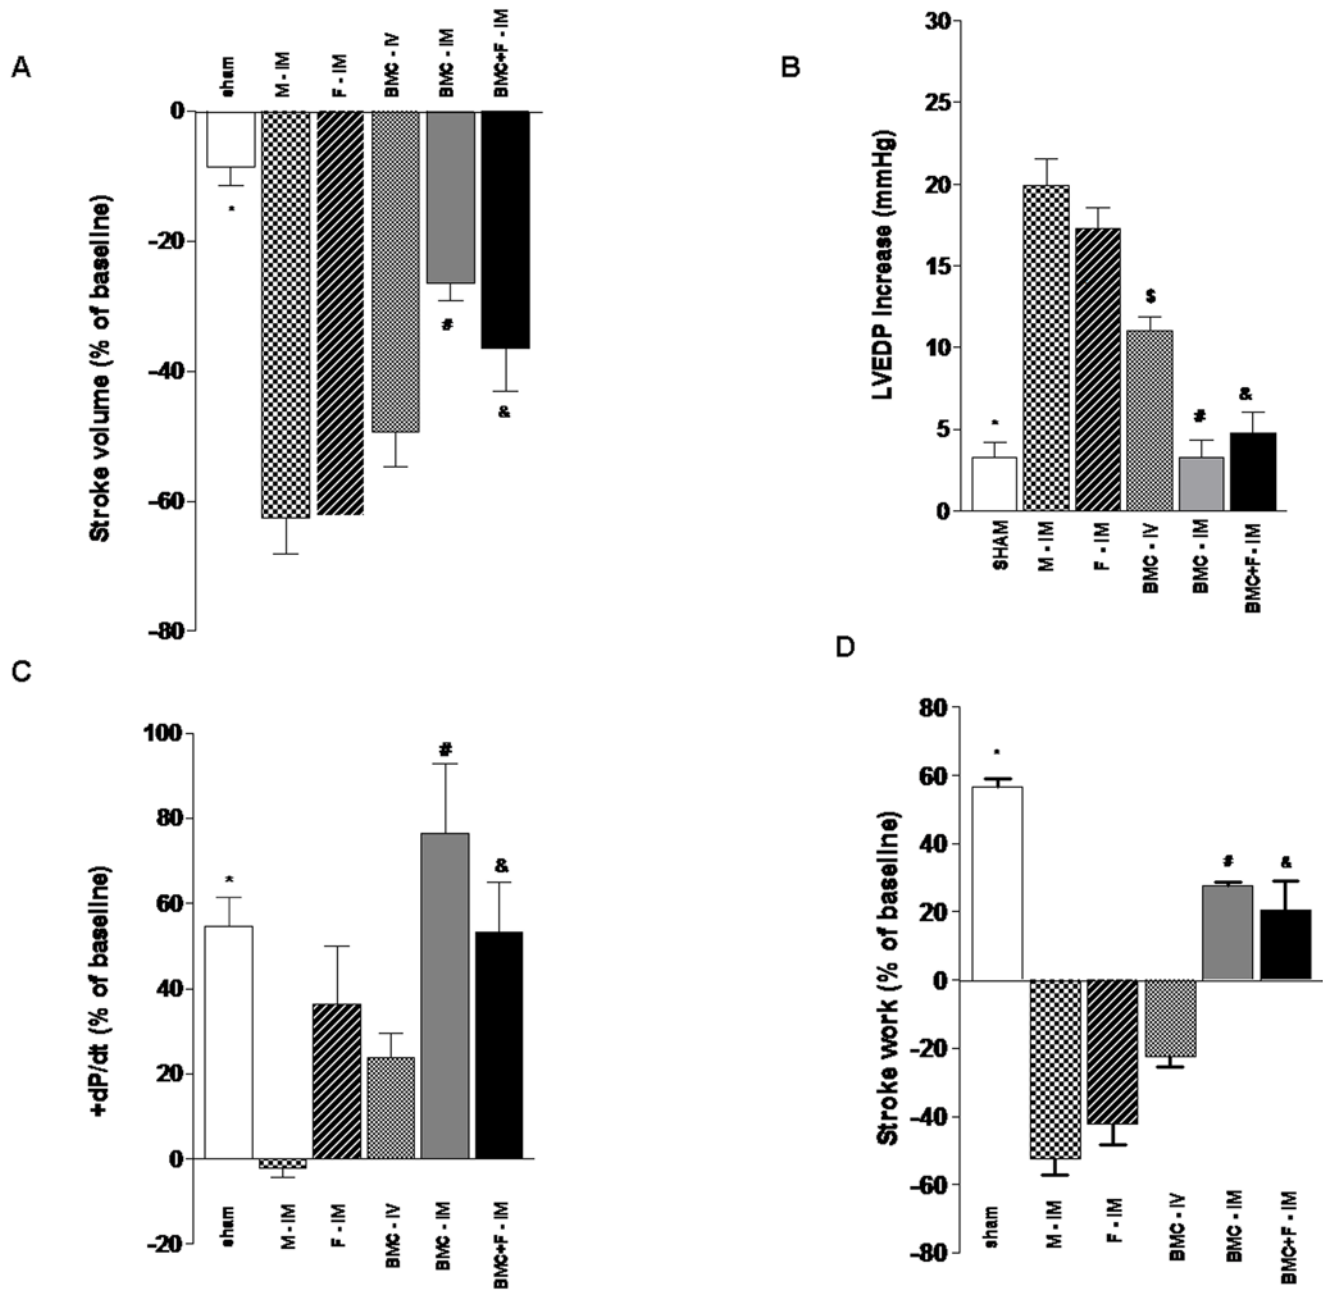 A
sham
M - IM
F - IM
BMC - IV
BMC - IM
BMC+F - IM
Stroke volume (% of baseline)
0
-20
-40
-60
-80
*
#
&
B
LVEDP Increase (mmHg)
30
25
20
15
10
5
0
*
$
#
&
SHAM
M - IM
F - IM
BMC - IV
BMC - IM
BMC+F - IM
C
+dP/dt (% of baseline)
100
80
60
40
20
0
-20
*
#
&
sham
M - IM
F - IM
BMC - IV
BMC - IM
BMC+F - IM
D
Stroke work (% of baseline)
80
60
40
20
0
-20
-40
-60
-80
*
#
&
sham
M - IM
F - IM
BMC - IV
BMC - IM
BMC+F - IM